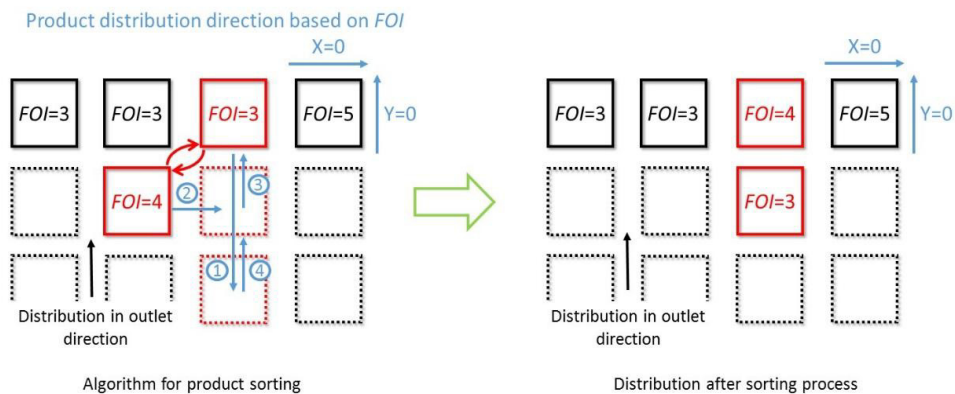 Product distribution direction based on FOI
X=0
FOI=3
FOI=3
FOI=3
FOI=5
Y=0
FOI=4
2
3
1
4
Distribution in outlet
direction
Algorithm for product sorting
X=0
FOI=3
FOI=3
FOI=4
FOI=5
Y=0
FOI=3
Distribution in outlet
direction
Distribution after sorting process